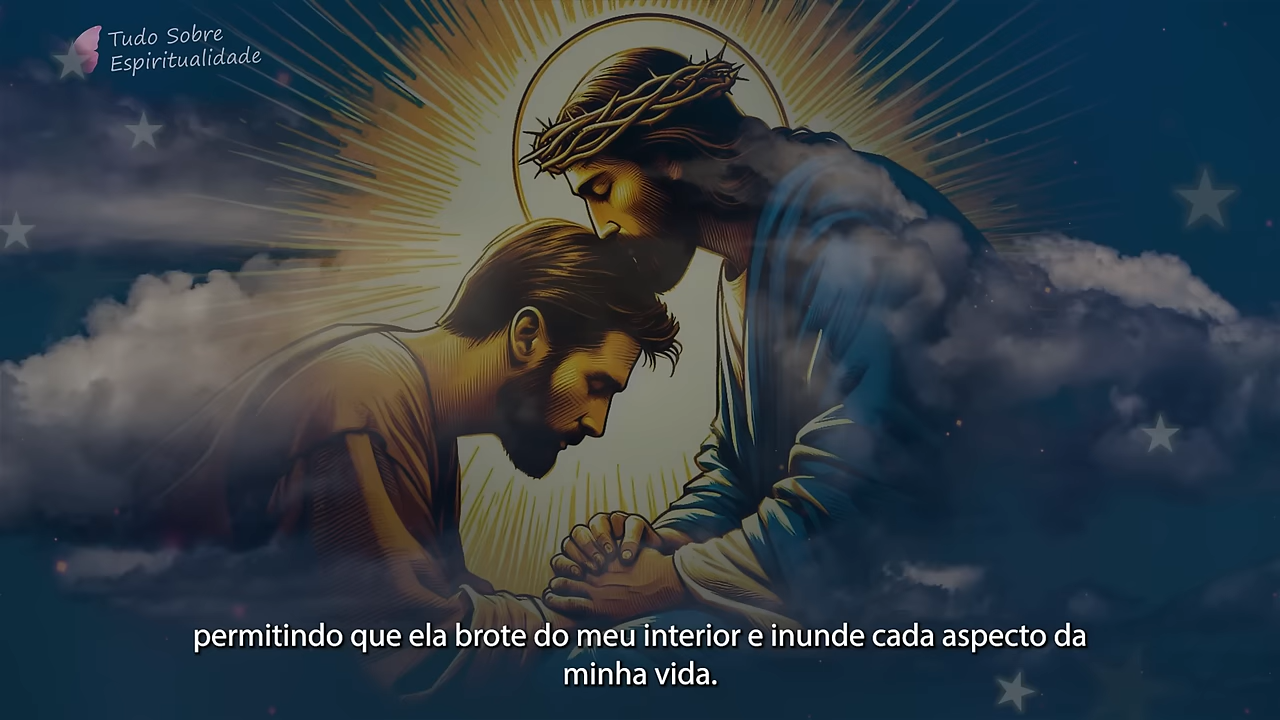 Tudo Sobre
Espiritualidade
permitindo que ela brote do meu interior e inunde cada aspecto da
minha vida.